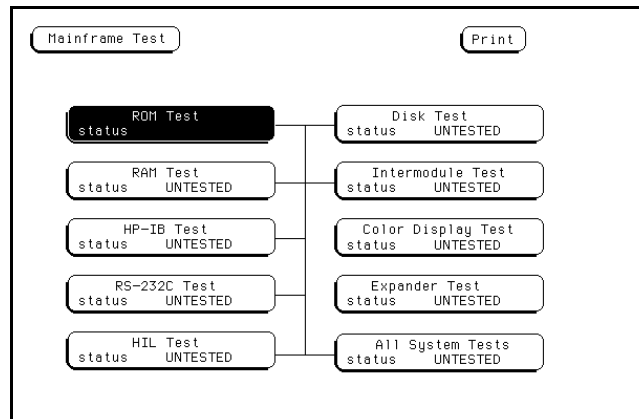 Mainframe Test
Print
ROM Test
status
Disk Test
status UNTESTED
RAM Test
status UNTESTED
Intermodule Test
status UNTESTED
HP-IB Test
status UNTESTED
Color Display Test
status UNTESTED
RS-232C Test
status UNTESTED
Expander Test
status UNTESTED
HIL Test
status UNTESTED
All System Tests
status UNTESTED